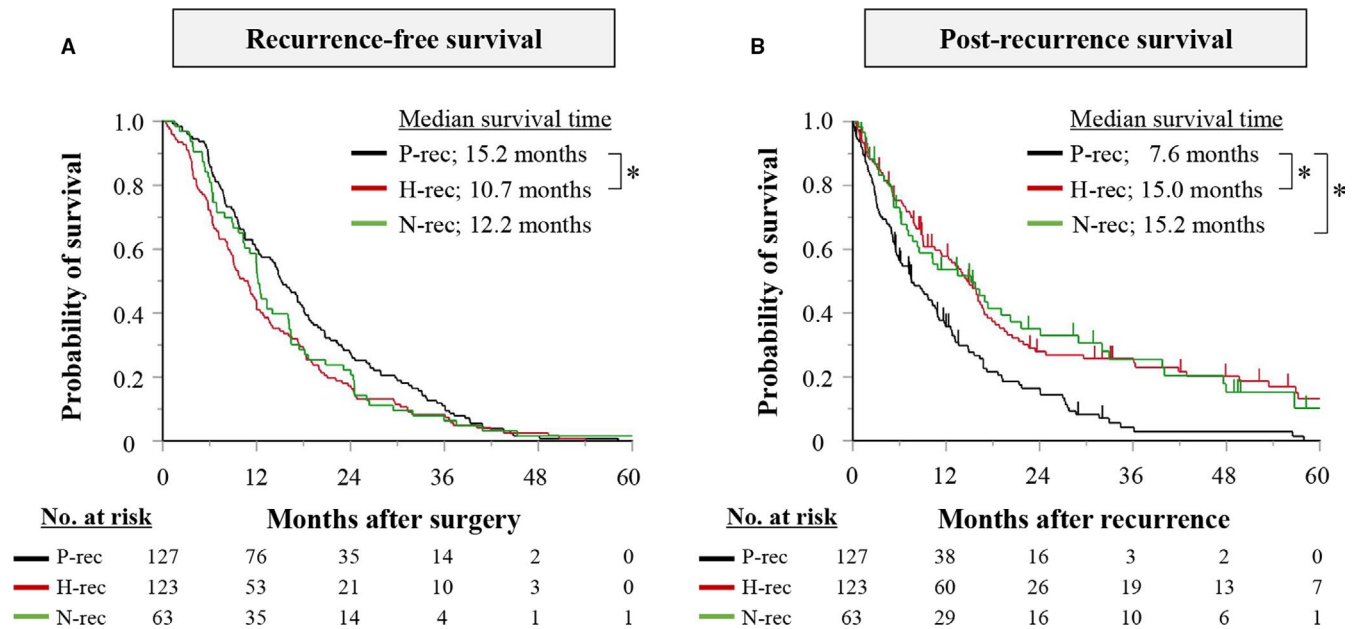 A
Recurrence-free survival
Probability of survival
1.0
0.8
0.6
0.4
0.2
0
Median survival time
P-rec; 15.2 months
H-rec; 10.7 months
N-rec; 12.2 months
*
0 12 24 36 48 60
Months after surgery
No. at risk
P-rec 127 76 35 14 2 0
H-rec 123 53 21 10 3 0
N-rec 63 35 14 4 1 1
B
Post-recurrence survival
Probability of survival
1.0
0.8
0.6
0.4
0.2
0
Median survival time
P-rec; 7.6 months
H-rec; 15.0 months
N-rec; 15.2 months
*
*
0 12 24 36 48 60
Months after recurrence
No. at risk
P-rec 127 38 16 3 2 0
H-rec 123 60 26 19 13 7
N-rec 63 29 16 10 6 1